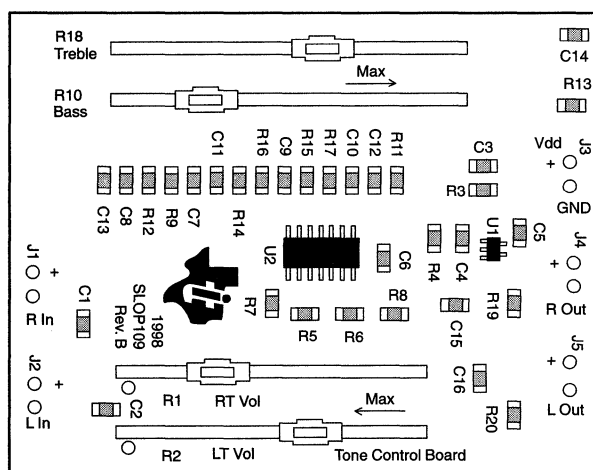 R18
Treble
C14
Max
R13
R10
Bass
C11
R16
C9
R15
R17
C10
C12
R11
C3
Vdd
+
J3
R3
GND
C13
C8
R12
R9
C7
R14
U2
C6
R4
C4
U1
C5
J4
+
J1
+
R In
C1
R7
R5
R6
R8
C15
R19
R Out
1998
SLOP109
Rev. B
J2
+
L In
C2
R1
RT Vol
Max
C16
R20
J5
+
L Out
R2
LT Vol
Tone Control Board